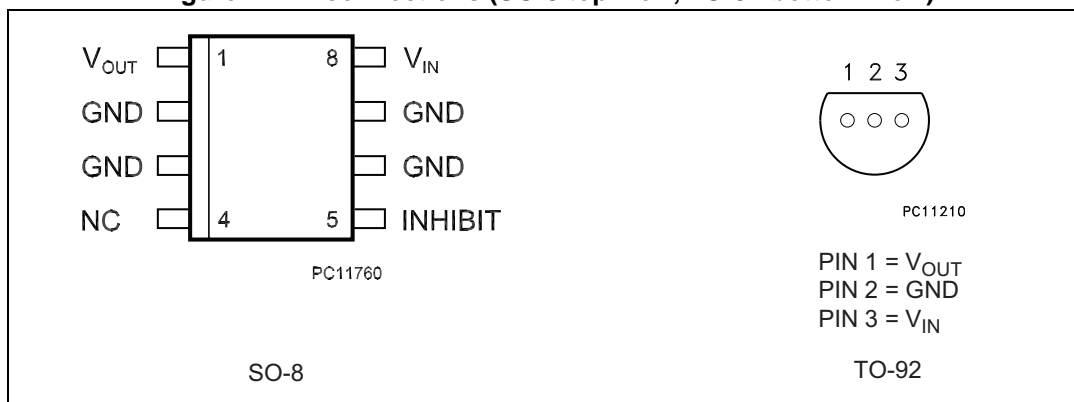 V_OUT 1 8 V_IN
GND GND
GND GND
NC 4 5 INHIBIT
PC11760
SO-8
1 2 3
PC11210
PIN 1 = V_OUT
PIN 2 = GND
PIN 3 = V_IN
TO-92